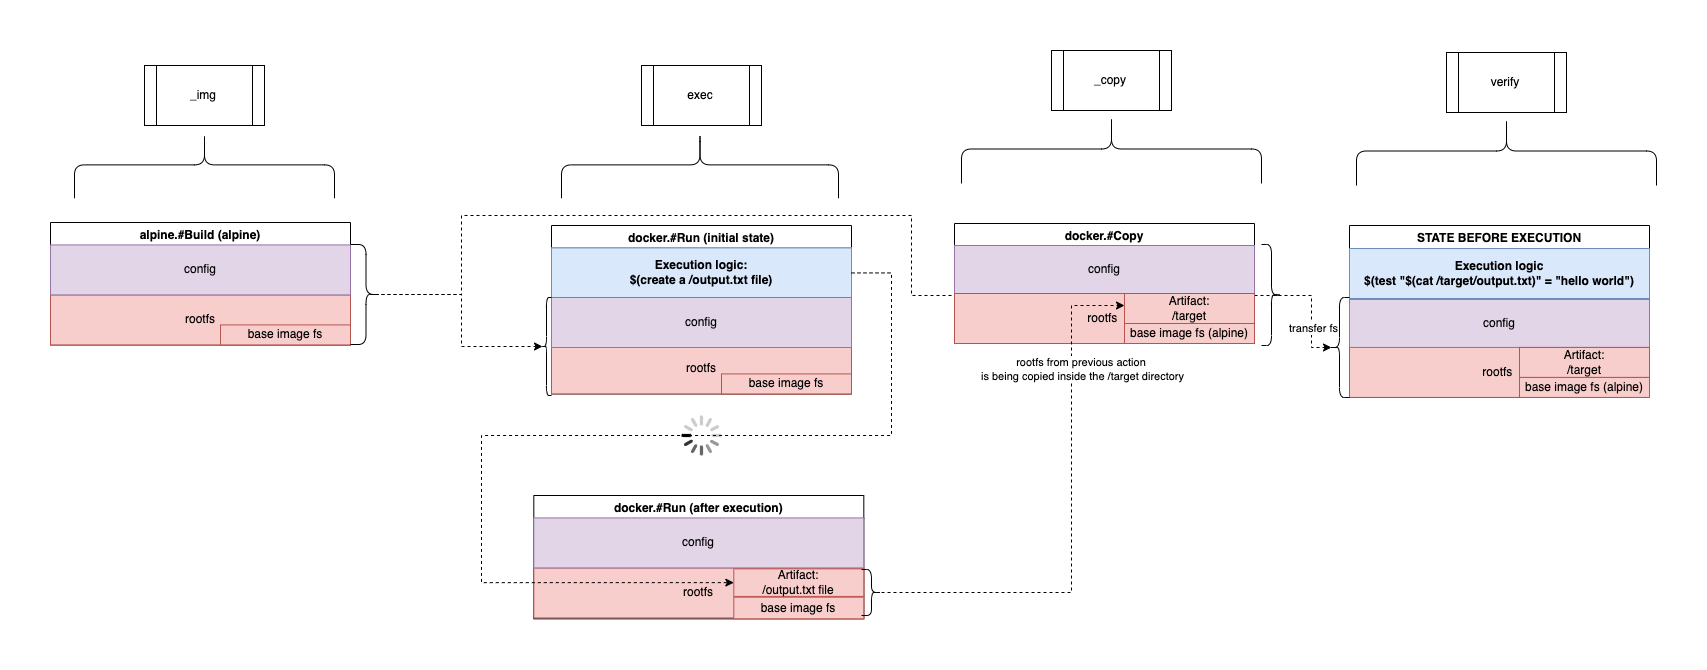 _img
exec
_copy
verify
alpine.#Build (alpine)
config
rootfs
base image fs
docker.#Run (initial state)
Execution logic:
$(create a /output.txt file)
config
rootfs
base image fs
docker.#Copy
config
rootfs
Artifact:
/target
base image fs (alpine)
rootfs from previous action
is being copied inside the /target directory
transfer fs
STATE BEFORE EXECUTION
Execution logic
$(test "$(cat /target/output.txt)" = "hello world")
config
rootfs
Artifact:
/target
base image fs (alpine)
docker.#Run (after execution)
config
rootfs
Artifact:
/output.txt file
base image fs